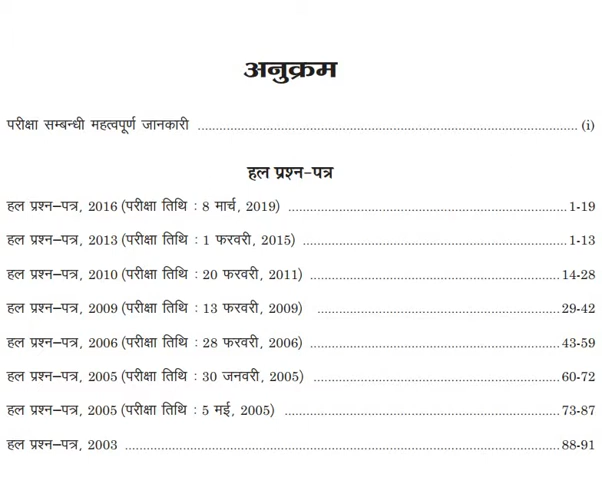 अनुक्रम
परीक्षा सम्बन्धी महत्वपूर्ण जानकारी ........................................................................................................ (i)
हल प्रश्न-पत्र
हल प्रश्न–पत्र, 2016 (परीक्षा तिथि : 8 मार्च, 2019) ............................................................................ 1-19
हल प्रश्न–पत्र, 2013 (परीक्षा तिथि : 1 फरवरी, 2015) ......................................................................... 1-13
हल प्रश्न–पत्र, 2010 (परीक्षा तिथि : 20 फरवरी, 2011) ..................................................................... 14-28
हल प्रश्न–पत्र, 2009 (परीक्षा तिथि : 13 फरवरी, 2009) ................................................................... 29-42
हल प्रश्न–पत्र, 2006 (परीक्षा तिथि : 28 फरवरी, 2006) ..................................................................... 43-59
हल प्रश्न–पत्र, 2005 (परीक्षा तिथि : 30 जनवरी, 2005) .................................................................... 60-72
हल प्रश्न–पत्र, 2005 (परीक्षा तिथि : 5 मई, 2005) ............................................................................ 73-87
हल प्रश्न–पत्र, 2003 ........................................................................................................................ 88-91